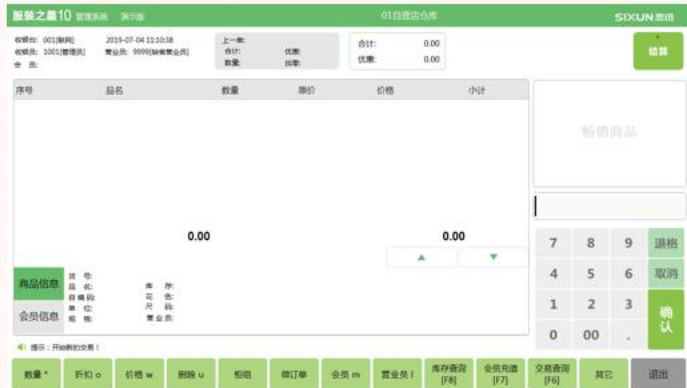 服装之星10 管理系统 演示版 01自营店仓库 SIXUN思迅
收银台: 001[联网] 2019-07-04 11:10:38 上一单: 合计: 0.00 结算
收银员: 1001[管理员] 营业员: 9999[缺省营业员] 合计: 优惠: 优惠: 0.00
会 员: 数量: 找零:
序号 品名 数量 原价 价格 小计
畅销商品
0.00 0.00
7 8 9 退格
商品信息 货 号: 4 5 6 取消
品 名: 库 存:
自编码: 花 色:
单 位: 尺 码: 1 2 3 确认
会员信息 规 格: 营业员:
0 00 .
提示：开始新的交易！
数量 * 折扣 o 价格 w 删除 u 柜组 微订单 会员 m 营业员 l 库存查询 [F8] 会员充值 [F7] 交易查询 [F6] 其它 退出